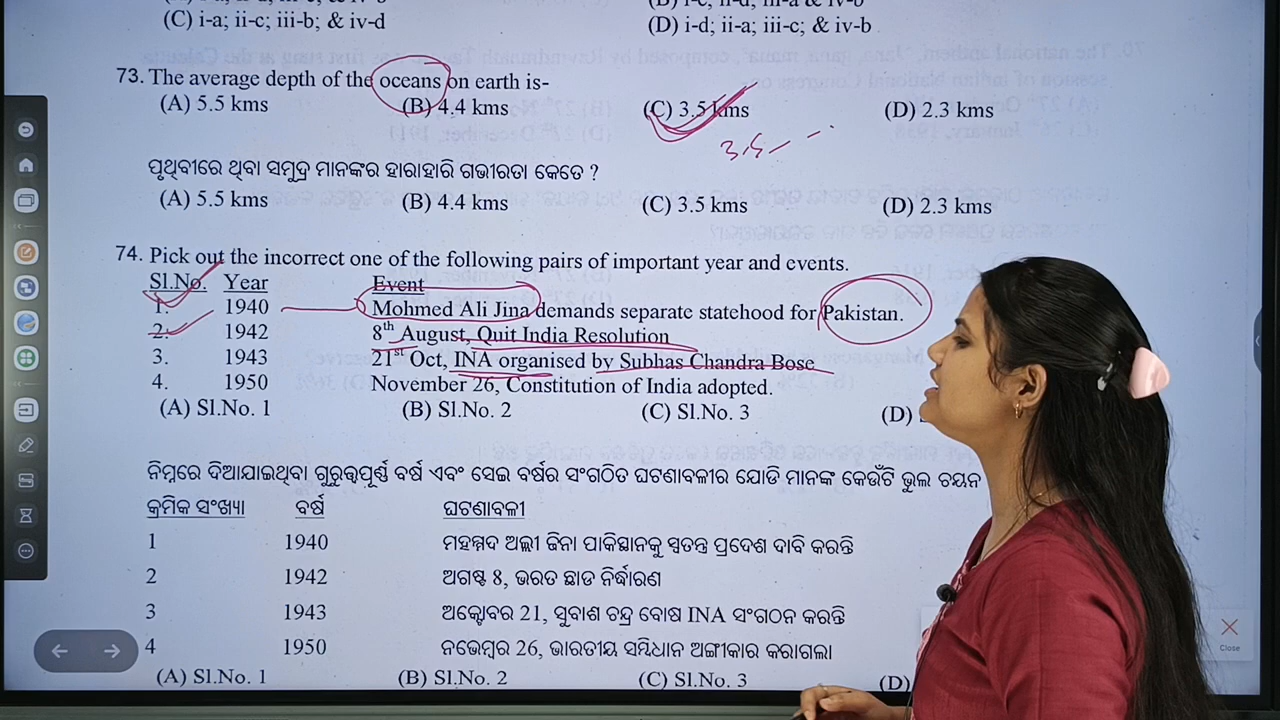 (C) i-a; ii-c; iii-b; & iv-d
(D) i-d; ii-a; iii-c; & iv-b
73. The average depth of the oceans on earth is-
(A) 5.5 kms (B) 4.4 kms (C) 3.5 kms (D) 2.3 kms
3.5
ପୃଥିବୀରେ ଥିବା ସମୁଦ୍ର ମାନଙ୍କର ହାରାହାରି ଗଭୀରତା କେତେ ?
(A) 5.5 kms (B) 4.4 kms (C) 3.5 kms (D) 2.3 kms
74. Pick out the incorrect one of the following pairs of important year and events.
Sl.No. Year Event
1. 1940 Mohmed Ali Jina demands separate statehood for Pakistan.
2. 1942 8th August, Quit India Resolution
3. 1943 21st Oct, INA organised by Subhas Chandra Bose
4. 1950 November 26, Constitution of India adopted.
(A) Sl.No. 1 (B) Sl.No. 2 (C) Sl.No. 3 (D)
ନିମ୍ନରେ ଦିଆଯାଇଥିବା ଗୁରୁତ୍ୱପୂର୍ଣ୍ଣ ବର୍ଷ ଏବଂ ସେଇ ବର୍ଷର ସଂଗଠିତ ଘଟଣାବଳୀର ଯୋଡି ମାନଙ୍କ କେଉଁଟି ଭୁଲ ଚୟନ
କ୍ରମିକ ସଂଖ୍ୟା ବର୍ଷ ଘଟଣାବଳୀ
1 1940 ମହମ୍ମଦ ଅଲ୍ଲୀ ଜିନା ପାକିସ୍ଥାନକୁ ସ୍ୱତନ୍ତ୍ର ପ୍ରଦେଶ ଦାବି କରନ୍ତି
2 1942 ଅଗଷ୍ଟ ୫, ଭରତ ଛାଡ ନିର୍ଦ୍ଧାରଣ
3 1943 ଅକ୍ଟୋବର 21, ସୁବାଶ ଚନ୍ଦ୍ର ବୋଷ INA ସଂଗଠନ କରନ୍ତି
4 1950 ନଭେମ୍ବର 26, ଭାରତୀୟ ସମ୍ବିଧାନ ଅଙ୍ଗୀକାର କରାଗଲା
(A) Sl.No. 1 (B) Sl.No. 2 (C) Sl.No. 3 (D)
Close